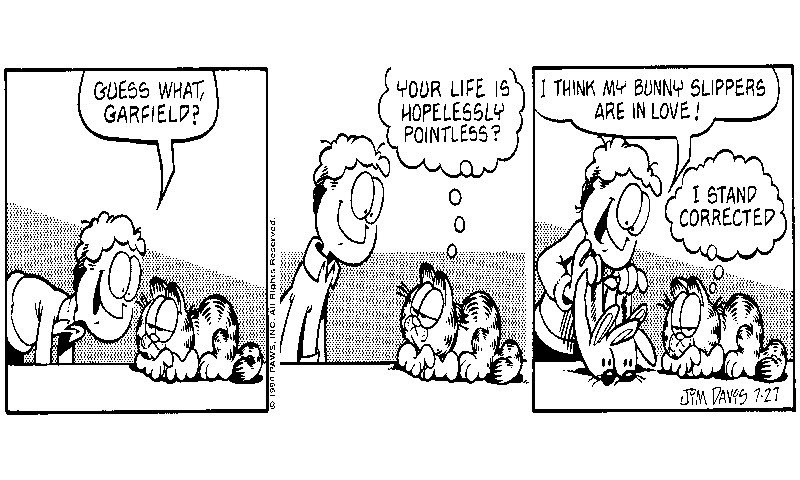 GUESS WHAT,
GARFIELD?
© 1990 PAWS, INC. All Rights Reserved.
YOUR LIFE IS
HOPELESSLY
POINTLESS?
I THINK MY BUNNY SLIPPERS
ARE IN LOVE!
I STAND
CORRECTED
JIM DAVIS 7-27